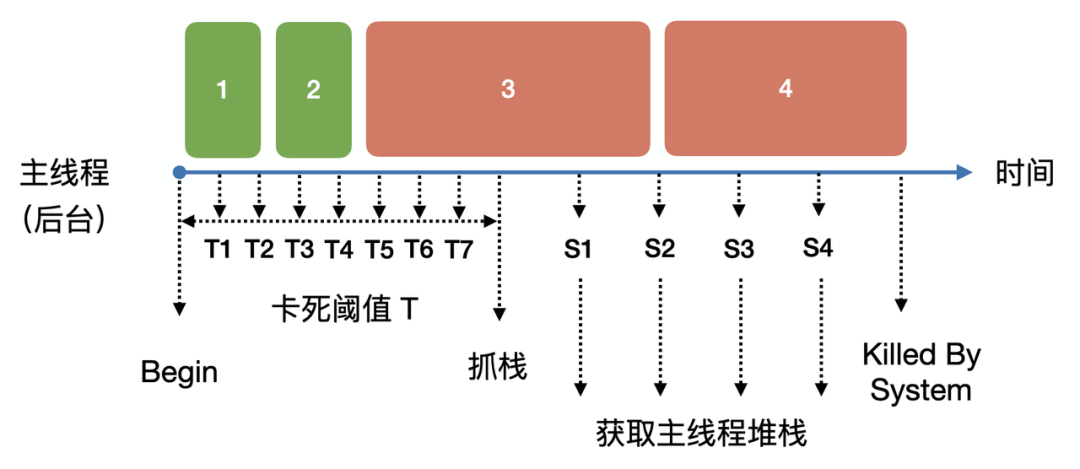 1
2
3
4
主线程
（后台）
时间
T1 T2 T3 T4 T5 T6 T7
S1 S2 S3 S4
卡死阈值 T
Begin
抓栈
Killed By
System
获取主线程堆栈